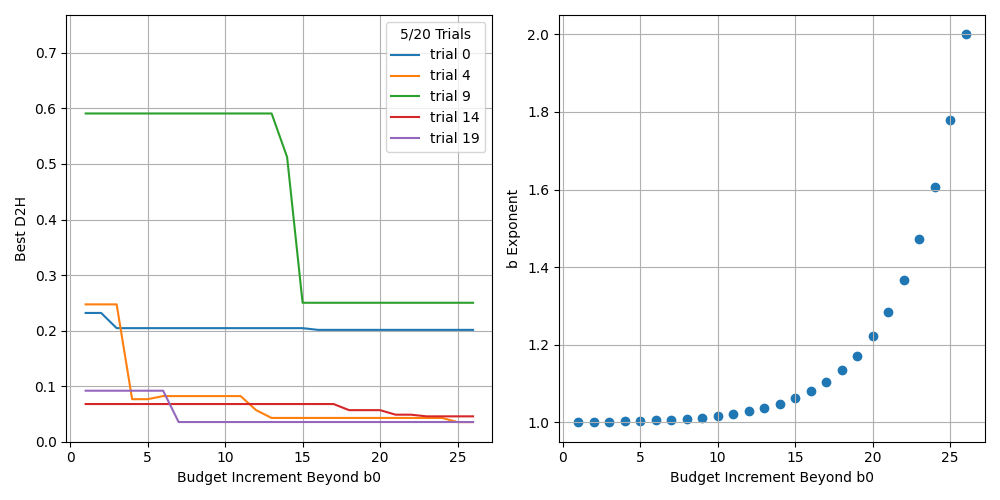 5/20 Trials
trial 0
trial 4
trial 9
trial 14
trial 19
Best D2H
0.7
0.6
0.5
0.4
0.3
0.2
0.1
0.0
0 5 10 15 20 25
Budget Increment Beyond b0
b Exponent
2.0
1.8
1.6
1.4
1.2
1.0
0 5 10 15 20 25
Budget Increment Beyond b0